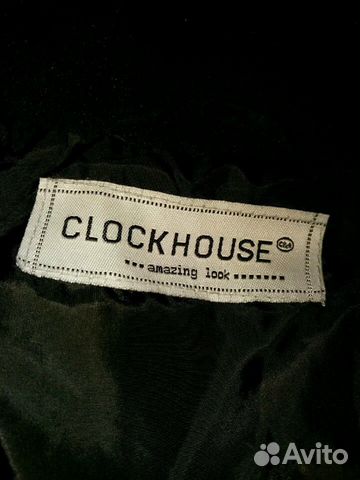 CLOCKHOUSE C&A
...amazing look.......
Avito